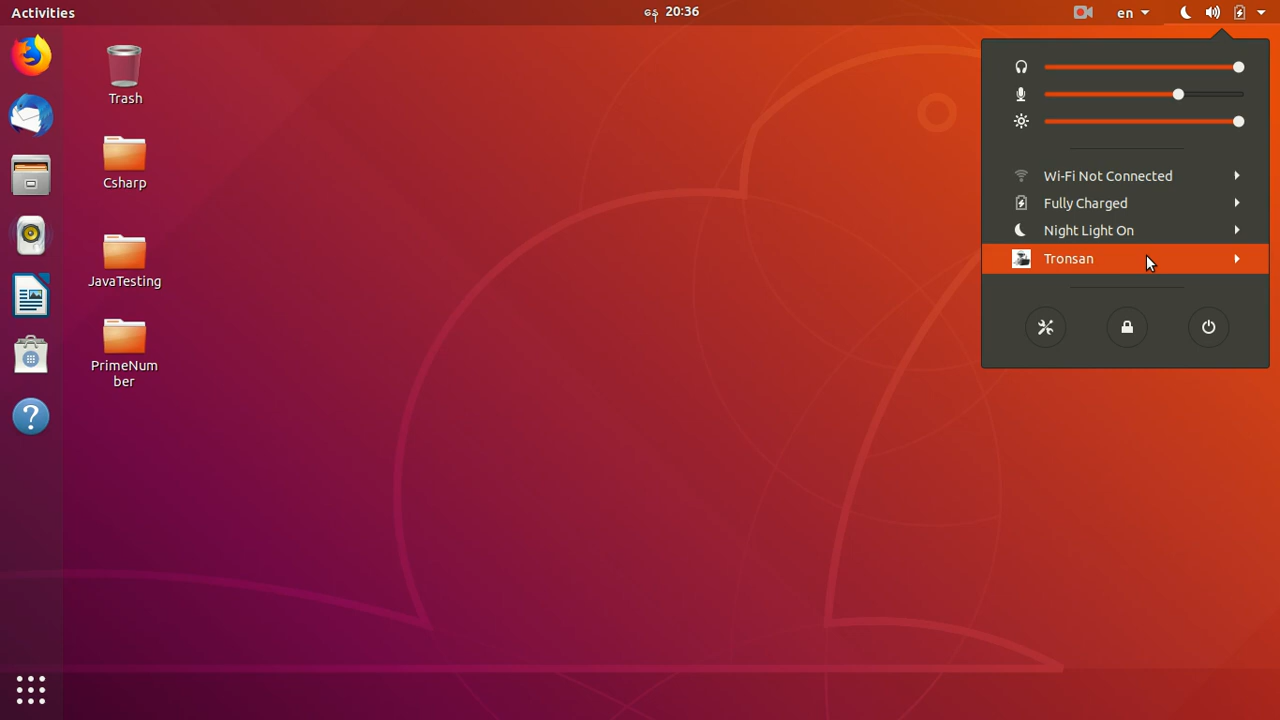 Activities
နေ 20:36
en
Trash
Csharp
JavaTesting
PrimeNum
ber
Wi-Fi Not Connected
Fully Charged
Night Light On
Tronsan